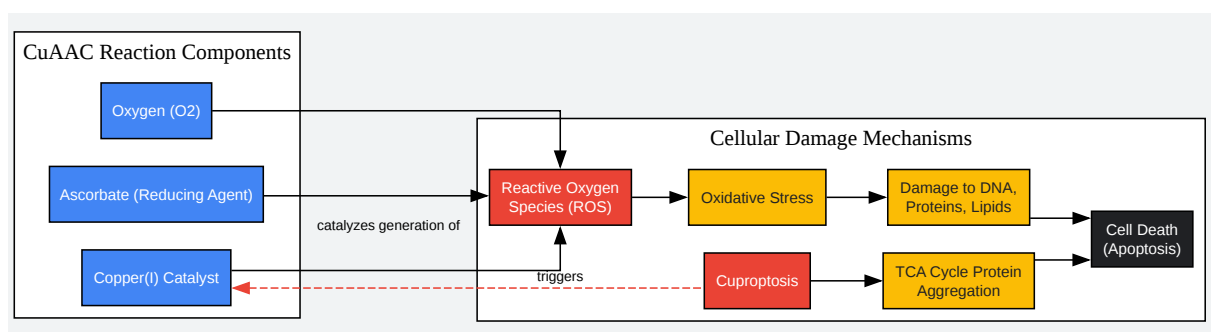 CuAAC Reaction Components
Oxygen (O2)
Ascorbate (Reducing Agent)
Copper(I) Catalyst
catalyzes generation of
triggers
Cellular Damage Mechanisms
Reactive Oxygen
Species (ROS)
Oxidative Stress
Damage to DNA,
Proteins, Lipids
Cuproptosis
TCA Cycle Protein
Aggregation
Cell Death
(Apoptosis)